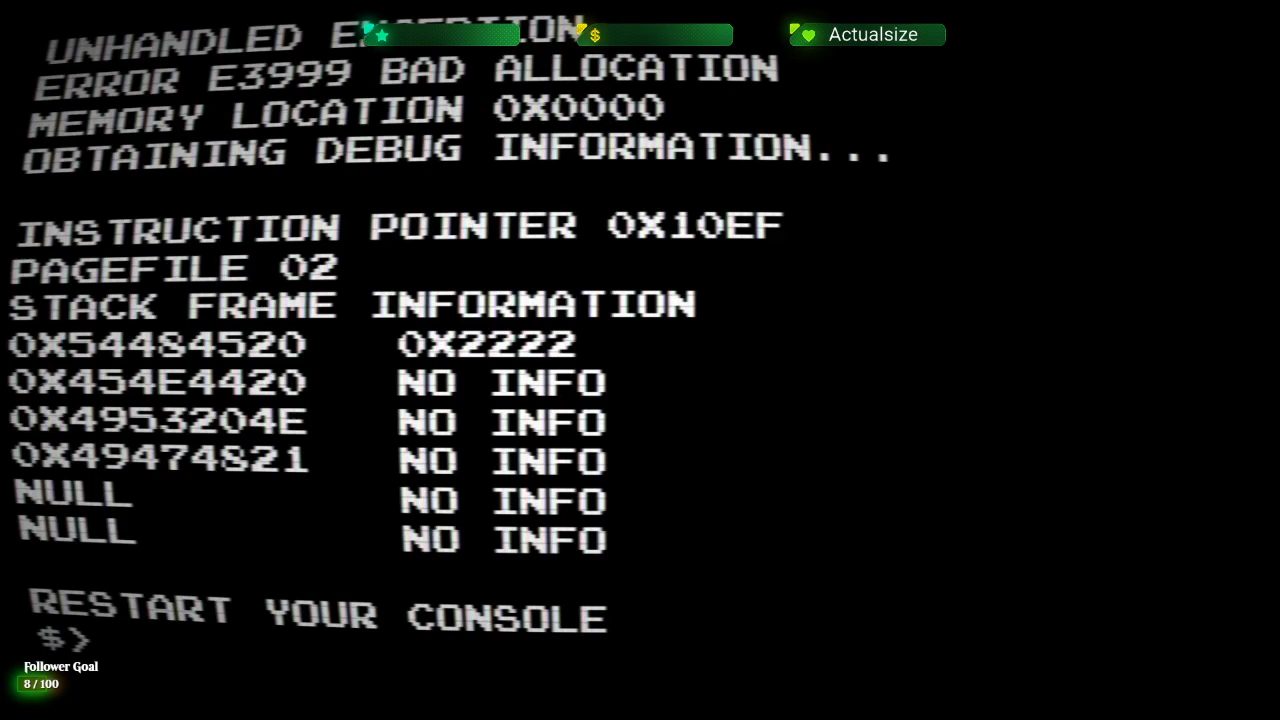 UNHANDLED
Actualsize
ERROR E3999 BAD ALLOCATION
MEMORY LOCATION 0X0000
OBTAINING DEBUG INFORMATION...
INSTRUCTION POINTER 0X10EF
PAGEFILE 02
STACK FRAME INFORMATION
0X54484520 0X2222
0X454E4420 NO INFO
0X4953204E NO INFO
0X49474821 NO INFO
NULL NO INFO
NULL NO INFO
RESTART YOUR CONSOLE
$>
Follower Goal
8 / 100